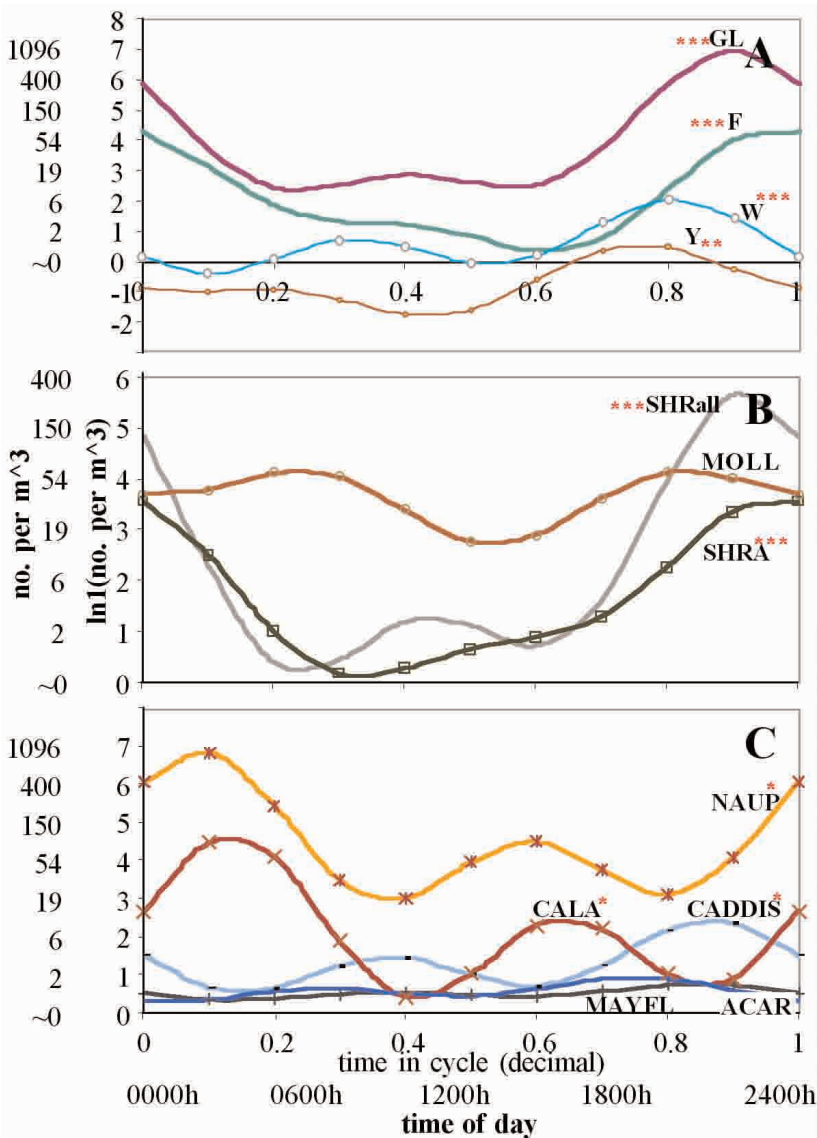 8
1096 7 ***GL A
400 6
150 5
54 4 ***F
19 3
6 2 W ***
2 1 Y**
~0 0
-1 0 0.2 0.4 0.6 0.8 1
-2
400 6
***SHRall B
150 5
MOLL
54 4
19 3 SHRA ***
6 2
2 1
~0 0
no. per m^3
ln1(no. per m^3)
C
1096 7
400 6 NAUP *
150 5
54 4
19 3 CALA * CADDIS *
6 2
2 1
~0 0 MAYFL ACAR
0 0.2 0.4 0.6 0.8 1
time in cycle (decimal)
0000h 0600h 1200h 1800h 2400h
time of day